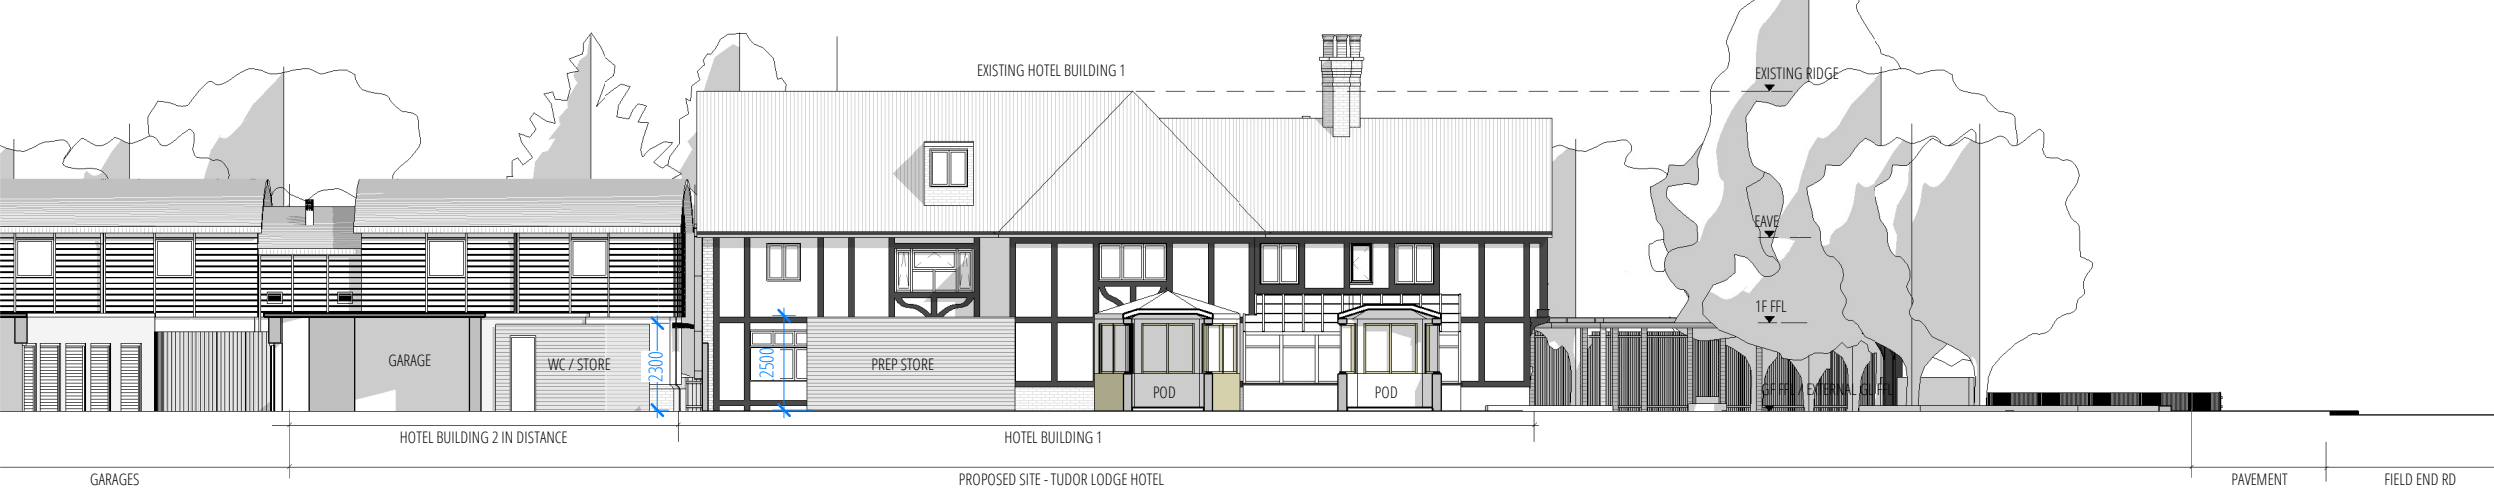 EXISTING HOTEL BUILDING 1
EXISTING RIDGE
EAVE
1F FFL
GARAGE
WC / STORE
2300
2500
PREP STORE
POD
POD
GF FFL / EXTERNAL GL FFL
HOTEL BUILDING 2 IN DISTANCE
HOTEL BUILDING 1
GARAGES
PROPOSED SITE - TUDOR LODGE HOTEL
PAVEMENT
FIELD END RD